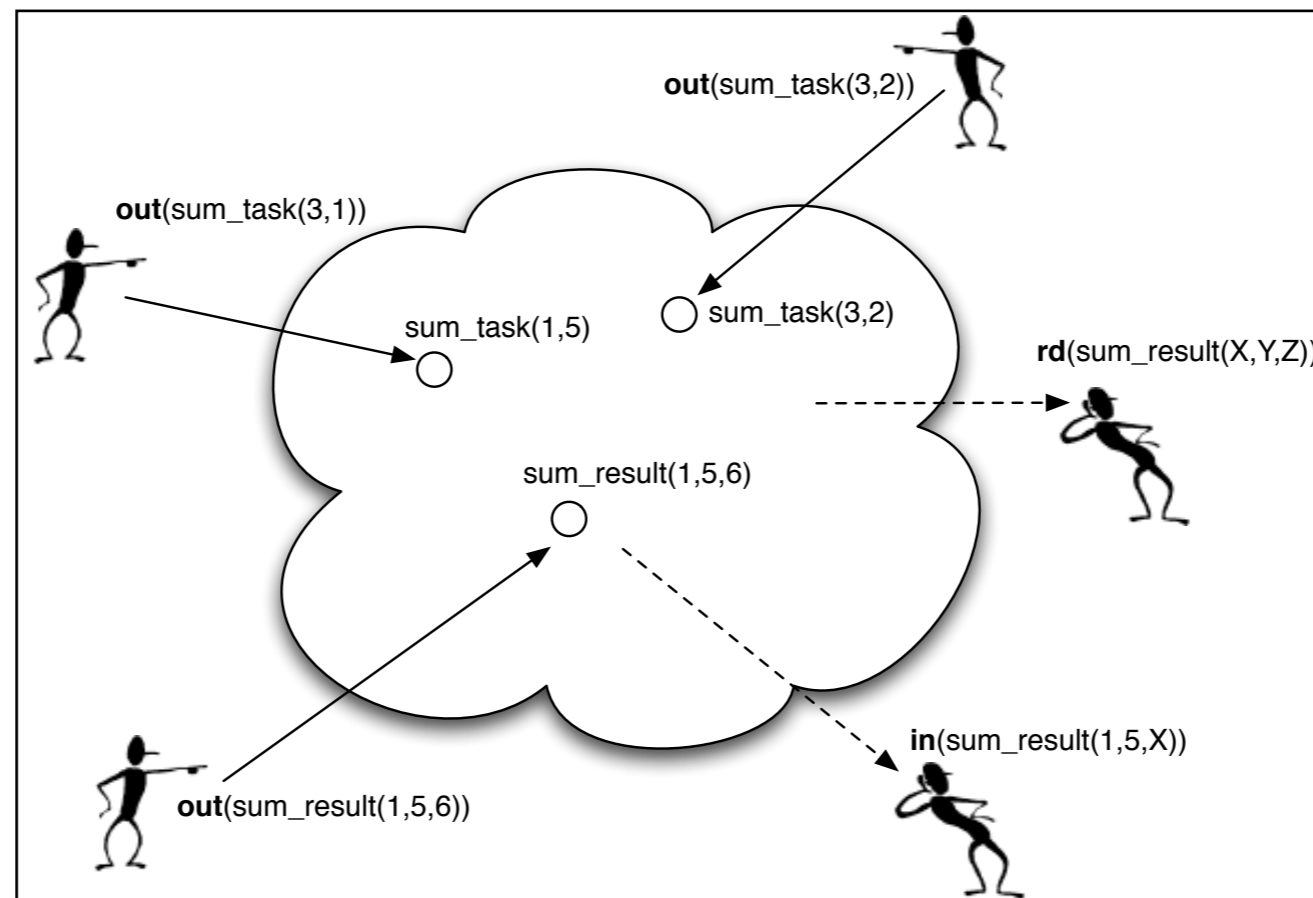 out(sum_task(3,2))
out(sum_task(3,1))
sum_task(3,2)
sum_task(1,5)
rd(sum_result(X,Y,Z))
sum_result(1,5,6)
in(sum_result(1,5,X))
out(sum_result(1,5,6))